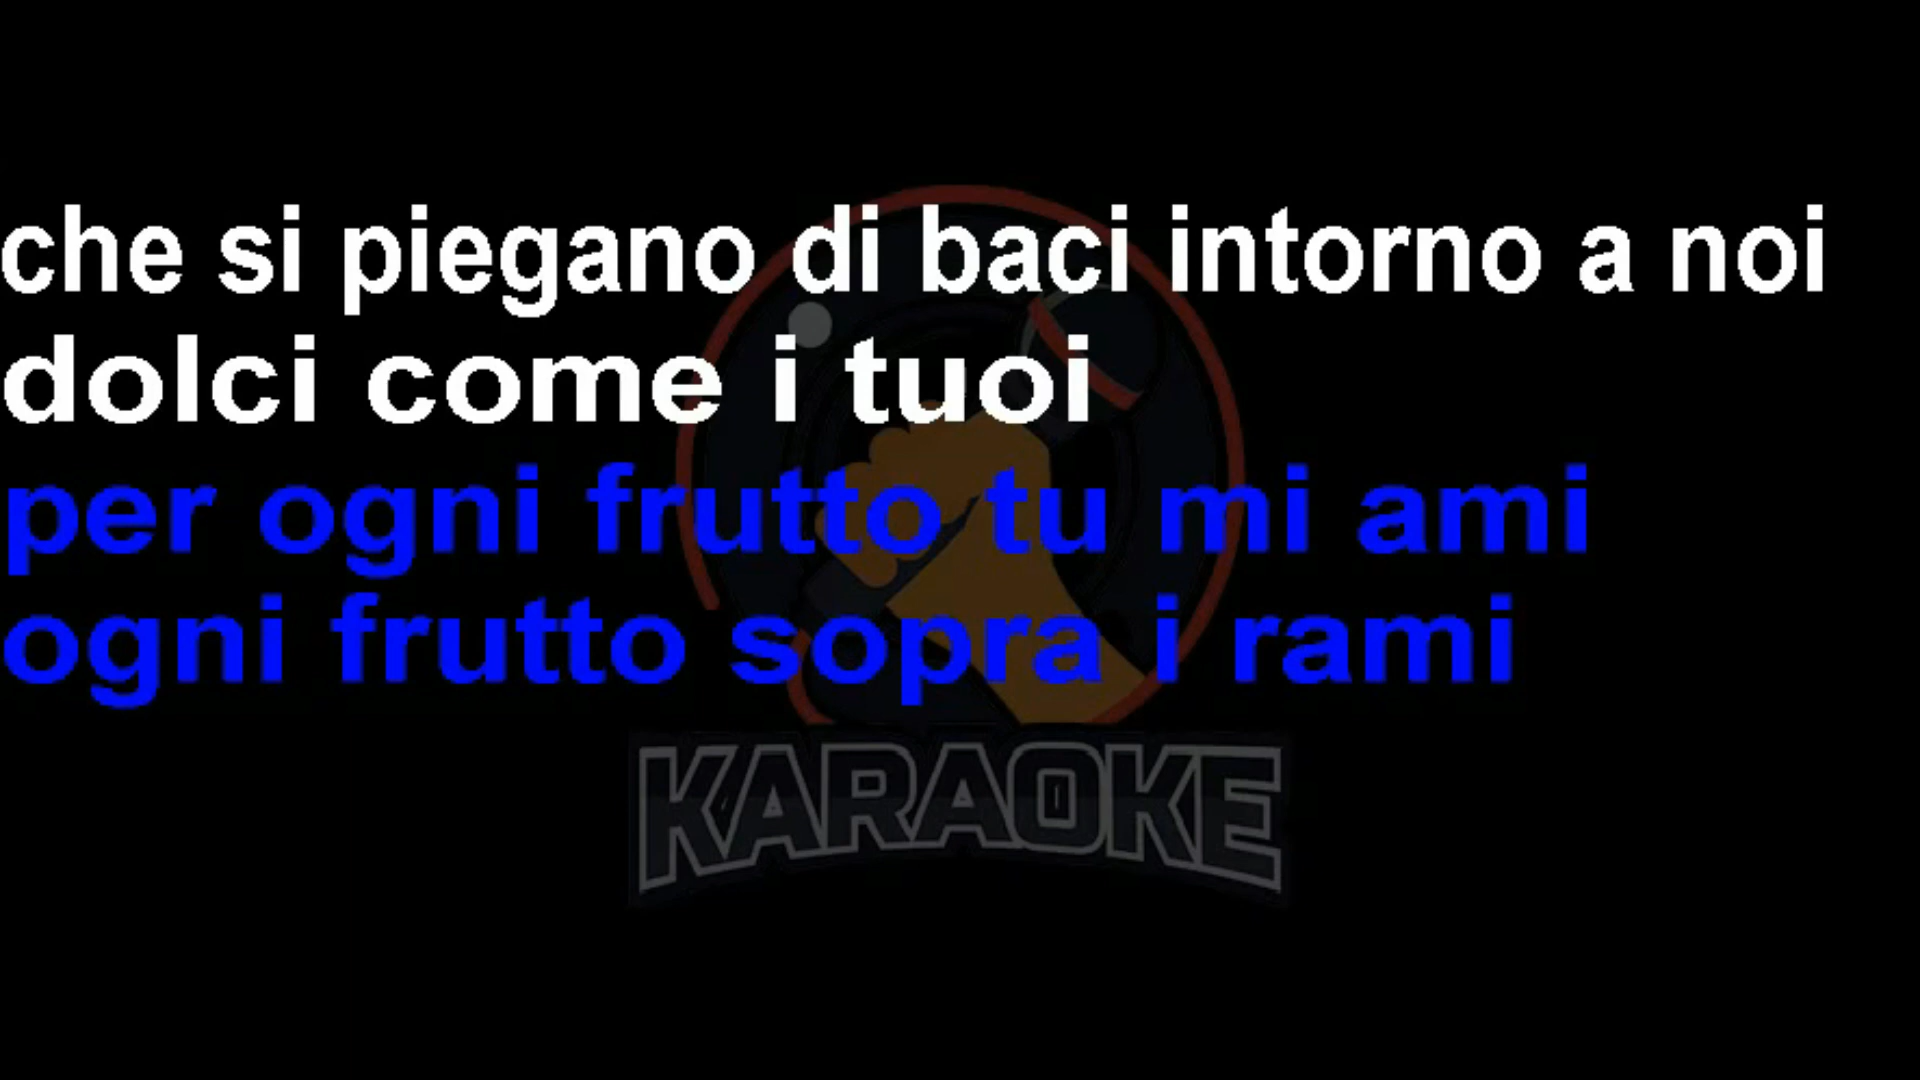 che si piegano di baci intorno a noi
dolci come i tuoi
per ogni frutto tu mi ami
ogni frutto sopra i rami
KARAOKE